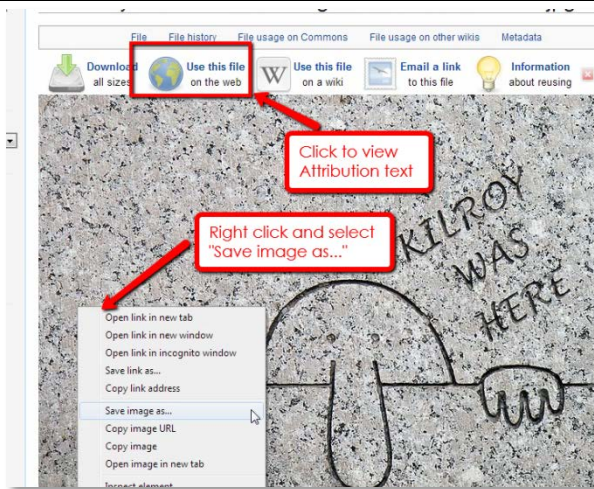 File File history File usage on Commons File usage on other wikis Metadata
Download
all sizes
Use this file
on the web
W
Use this file
on a wiki
Email a link
to this file
Information
about reusing
Click to view
Attribution text
Right click and select
"Save image as..."
KILROY
WAS
HERE
Open link in new tab
Open link in new window
Open link in incognito window
Save link as...
Copy link address
Save image as...
Copy image URL
Copy image
Open image in new tab
Inspect element